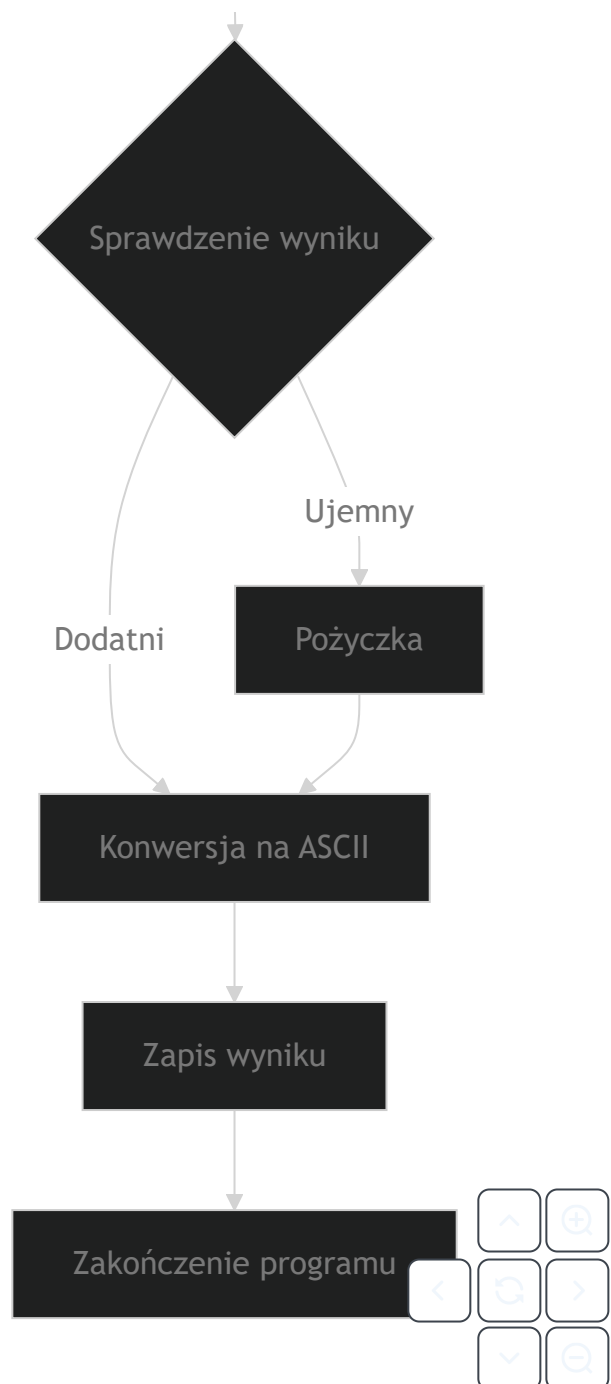 Sprawdzenie wyniku
Ujemny
Dodatni
Pożyczka
Konwersja na ASCII
Zapis wyniku
Zakończenie programu